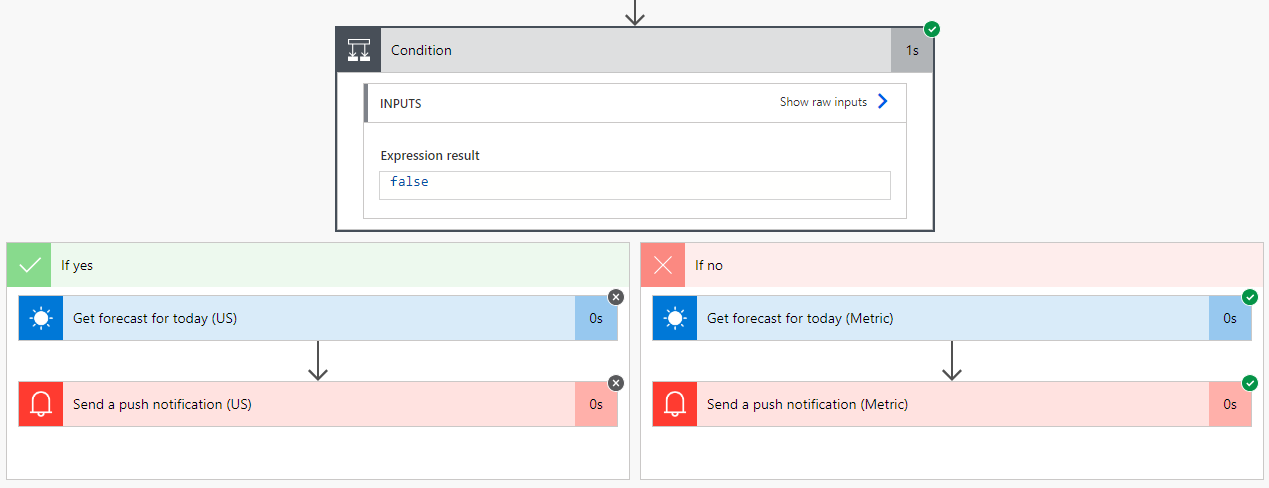 Condition
1s
INPUTS
Show raw inputs
Expression result
false
If yes
Get forecast for today (US)
0s
Send a push notification (US)
0s
If no
Get forecast for today (Metric)
0s
Send a push notification (Metric)
0s